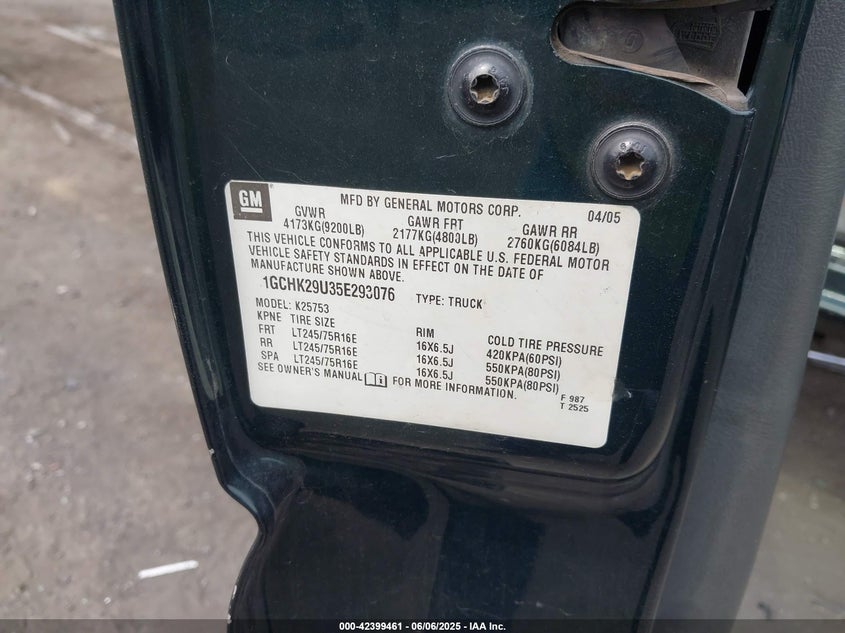 GM
MFD BY GENERAL MOTORS CORP. 04/05
GVWR GAWR FRT GAWR RR
4173KG(9200LB) 2177KG(4800LB) 2760KG(6084LB)
THIS VEHICLE CONFORMS TO ALL APPLICABLE U.S. FEDERAL MOTOR
VEHICLE SAFETY STANDARDS IN EFFECT ON THE DATE OF
MANUFACTURE SHOWN ABOVE.
1GCHK29U35E293076 TYPE: TRUCK
MODEL: K25753
KPNE TIRE SIZE RIM COLD TIRE PRESSURE
FRT LT245/75R16E 16X6.5J 420KPA(60PSI)
RR LT245/75R16E 16X6.5J 550KPA(80PSI)
SPA LT245/75R16E 16X6.5J 550KPA(80PSI)
SEE OWNER'S MANUAL FOR MORE INFORMATION.
F 987
T 2525
000-42399461 - 06/06/2025 - IAA Inc.